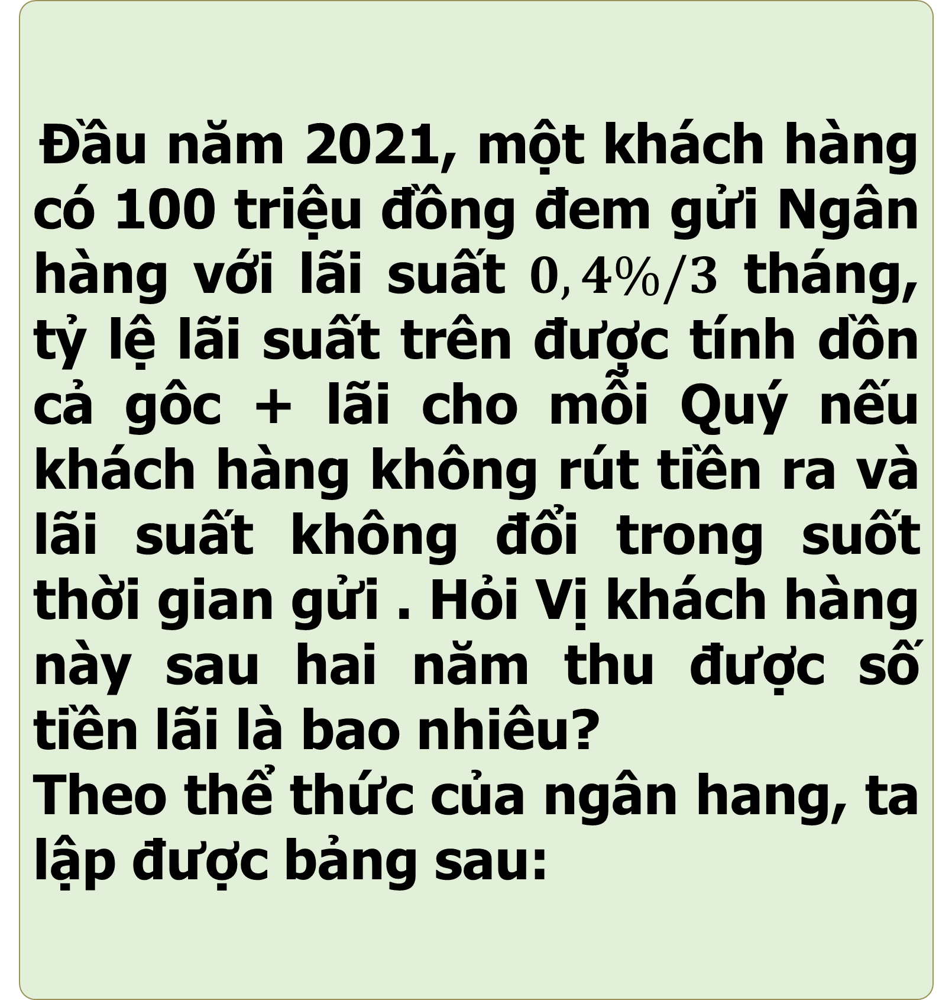 Đầu năm 2021, một khách hàng
có 100 triệu đồng đem gửi Ngân
hàng với lãi suất 0,4%/3 tháng,
tỷ lệ lãi suất trên được tính dồn
cả gôc + lãi cho mỗi Quý nếu
khách hàng không rút tiền ra và
lãi suất không đổi trong suốt
thời gian gửi . Hỏi Vị khách hàng
này sau hai năm thu được số
tiền lãi là bao nhiêu?
Theo thể thức của ngân hang, ta
lập được bảng sau: